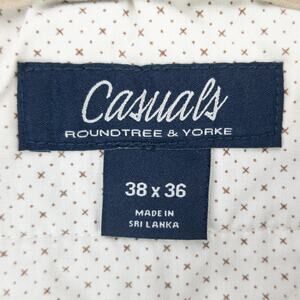 Casuals
ROUNDTREE & YORKE
38 x 36
MADE IN
SRI LANKA